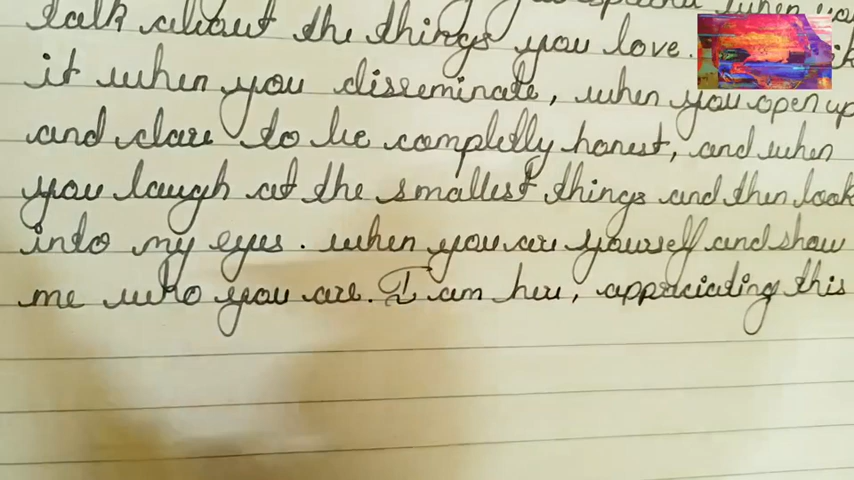 when
talk about the things you love.
it when you disseminate, when you open up
and dare to be completly honest, and when
you laugh at the smallest things and then look
into my eyes. when you are yourself and show
me who you are. I am here, appreciating this